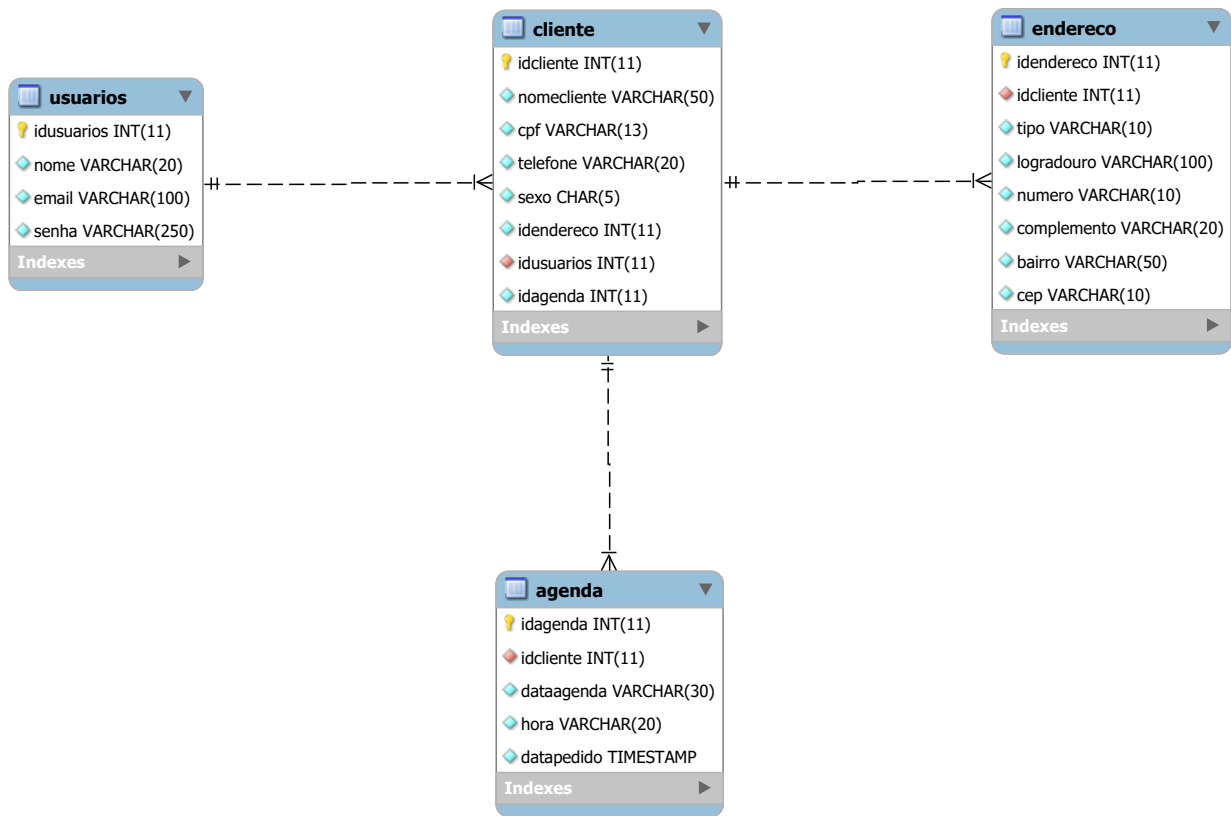 usuarios
idusuarios INT(11)
nome VARCHAR(20)
email VARCHAR(100)
senha VARCHAR(250)
Indexes
cliente
idcliente INT(11)
nomecliente VARCHAR(50)
cpf VARCHAR(13)
telefone VARCHAR(20)
sexo CHAR(5)
idendereco INT(11)
idusuarios INT(11)
idagenda INT(11)
Indexes
endereco
idendereco INT(11)
idcliente INT(11)
tipo VARCHAR(10)
logradouro VARCHAR(100)
numero VARCHAR(10)
complemento VARCHAR(20)
bairro VARCHAR(50)
cep VARCHAR(10)
Indexes
agenda
idagenda INT(11)
idcliente INT(11)
dataagenda VARCHAR(30)
hora VARCHAR(20)
datapedido TIMESTAMP
Indexes